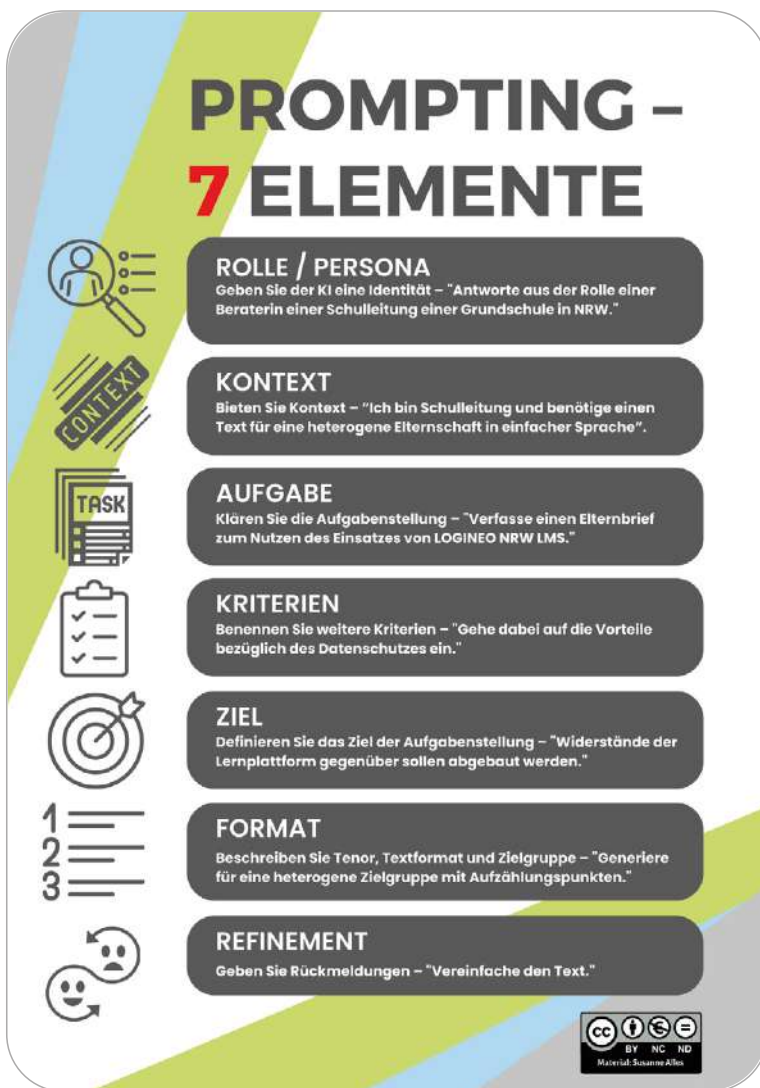 PROMPTING –
7 ELEMENTE
ROLLE / PERSONA
Geben Sie der KI eine Identität – "Antworte aus der Rolle einer
Beraterin einer Schulleitung einer Grundschule in NRW."
CONTEXT
KONTEXT
Bieten Sie Kontext – “Ich bin Schulleitung und benötige einen
Text für eine heterogene Elternschaft in einfacher Sprache”.
TASK
AUFGABE
Klären Sie die Aufgabenstellung – "Verfasse einen Elternbrief
zum Nutzen des Einsatzes von LOGINEO NRW LMS."
KRITERIEN
Benennen Sie weitere Kriterien – "Gehe dabei auf die Vorteile
bezüglich des Datenschutzes ein."
ZIEL
Definieren Sie das Ziel der Aufgabenstellung – "Widerstände der
Lernplattform gegenüber sollen abgebaut werden."
1
2
3
FORMAT
Beschreiben Sie Tenor, Textformat und Zielgruppe – "Generiere
für eine heterogene Zielgruppe mit Aufzählungspunkten."
REFINEMENT
Geben Sie Rückmeldungen – "Vereinfache den Text."
cc
BY NC ND
Material: Susanne Alles